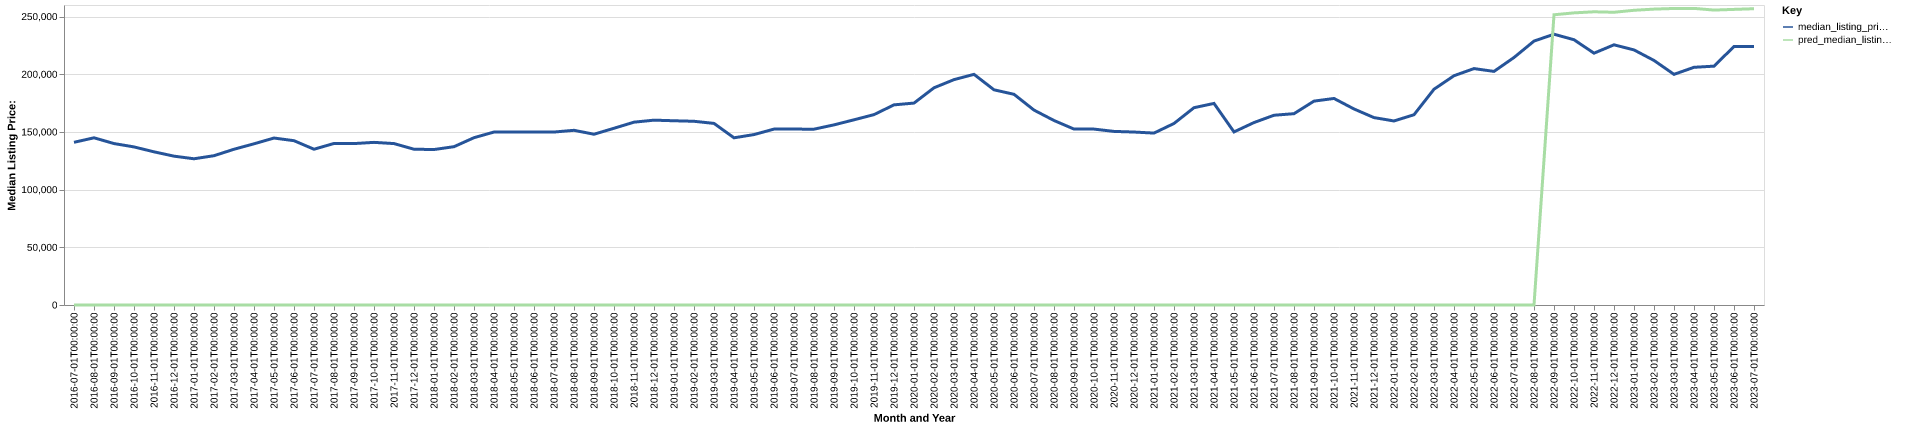 250,000
200,000
150,000
100,000
50,000
0
Median Listing Price:
2016-07-01T00:00:00
2016-08-01T00:00:00
2016-09-01T00:00:00
2016-10-01T00:00:00
2016-11-01T00:00:00
2016-12-01T00:00:00
2017-01-01T00:00:00
2017-02-01T00:00:00
2017-03-01T00:00:00
2017-04-01T00:00:00
2017-05-01T00:00:00
2017-06-01T00:00:00
2017-07-01T00:00:00
2017-08-01T00:00:00
2017-09-01T00:00:00
2017-10-01T00:00:00
2017-11-01T00:00:00
2017-12-01T00:00:00
2018-01-01T00:00:00
2018-02-01T00:00:00
2018-03-01T00:00:00
2018-04-01T00:00:00
2018-05-01T00:00:00
2018-06-01T00:00:00
2018-07-01T00:00:00
2018-08-01T00:00:00
2018-09-01T00:00:00
2018-10-01T00:00:00
2018-11-01T00:00:00
2018-12-01T00:00:00
2019-01-01T00:00:00
2019-02-01T00:00:00
2019-03-01T00:00:00
2019-04-01T00:00:00
2019-05-01T00:00:00
2019-06-01T00:00:00
2019-07-01T00:00:00
2019-08-01T00:00:00
2019-09-01T00:00:00
2019-10-01T00:00:00
2019-11-01T00:00:00
2019-12-01T00:00:00
2020-01-01T00:00:00
2020-02-01T00:00:00
2020-03-01T00:00:00
2020-04-01T00:00:00
2020-05-01T00:00:00
2020-06-01T00:00:00
2020-07-01T00:00:00
2020-08-01T00:00:00
2020-09-01T00:00:00
2020-10-01T00:00:00
2020-11-01T00:00:00
2020-12-01T00:00:00
2021-01-01T00:00:00
2021-02-01T00:00:00
2021-03-01T00:00:00
2021-04-01T00:00:00
2021-05-01T00:00:00
2021-06-01T00:00:00
2021-07-01T00:00:00
2021-08-01T00:00:00
2021-09-01T00:00:00
2021-10-01T00:00:00
2021-11-01T00:00:00
2021-12-01T00:00:00
2022-01-01T00:00:00
2022-02-01T00:00:00
2022-03-01T00:00:00
2022-04-01T00:00:00
2022-05-01T00:00:00
2022-06-01T00:00:00
2022-07-01T00:00:00
2022-08-01T00:00:00
2022-09-01T00:00:00
2022-10-01T00:00:00
2022-11-01T00:00:00
2022-12-01T00:00:00
2023-01-01T00:00:00
2023-02-01T00:00:00
2023-03-01T00:00:00
2023-04-01T00:00:00
2023-05-01T00:00:00
2023-06-01T00:00:00
2023-07-01T00:00:00
Month and Year
Key
median_listing_pri…
pred_median_listin…